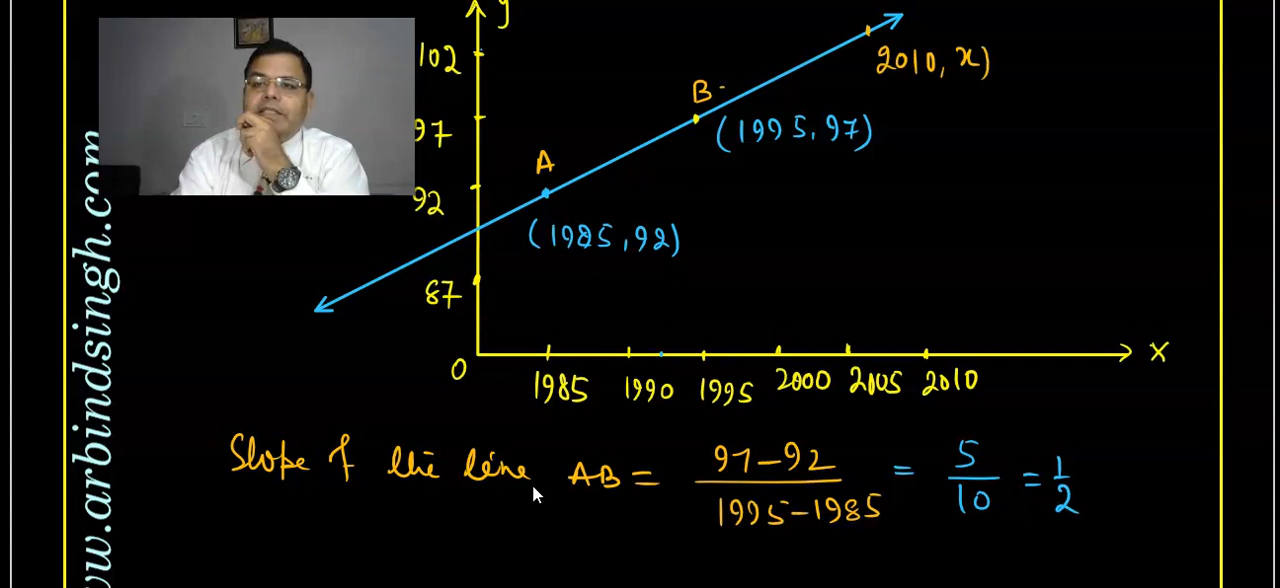 y
102
2010, x)
B
97
(1995, 97)
A
92
(1985, 92)
87
0
x
1985 1990 1995 2000 2005 2010
Slope of the line AB = 97-92 / 1995-1985 = 5/10 = 1/2
www.arbindsingh.com